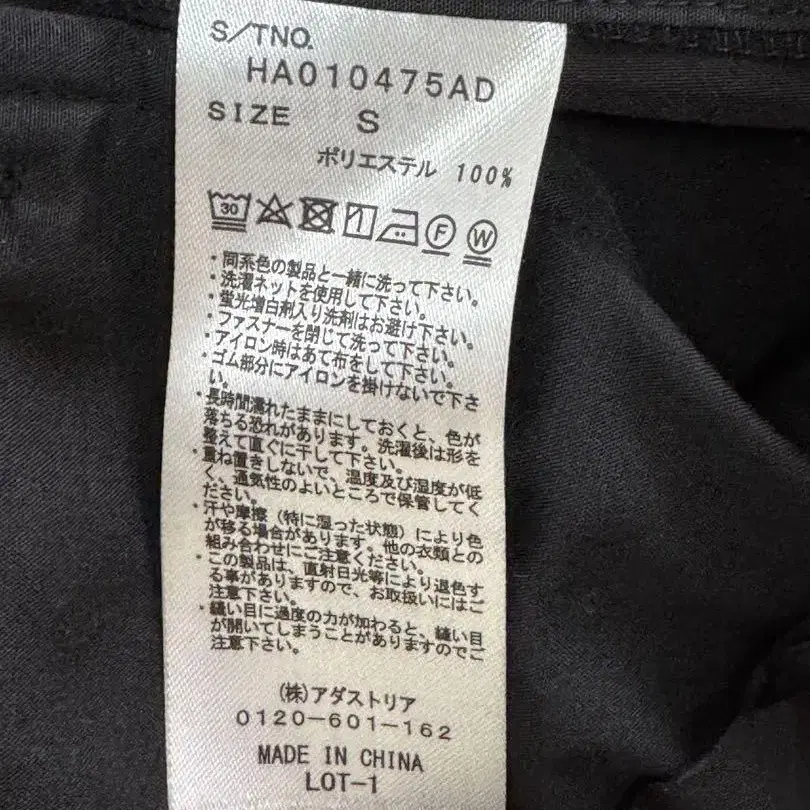 S/TNO.
HA010475AD
SIZE S
ポリエステル 100%
30 F W
・同系色の製品と一緒に洗って下さい。
・洗濯ネットを使用して下さい。
・蛍光増白剤入り洗剤はお避け下さい。
・ファスナーを閉じて洗って下さい。
・アイロン時はあて布をして下さい。
・ゴム部分にアイロンを掛けないで下さ
い。
・長時間濡れたままにしておくと、色が
落ちる恐れがあります。洗濯後は形を
整えて直ぐに干して下さい。
・重ね置きしないで、温度及び湿度が低
く、通気性のよいところで保管してく
ださい。
・汗や摩擦（特に湿った状態）により色
が移る場合があります。他の衣類との
組み合わせにご注意ください。
・この製品は、直射日光等により退色す
る事がありますので、お取扱いにはご
注意下さい。
・縫い目に過度の力が加わると、縫い目
が開いてしまうことがありますのでご
注意下さい。
(株)アダストリア
0120-601-162
MADE IN CHINA
LOT-1